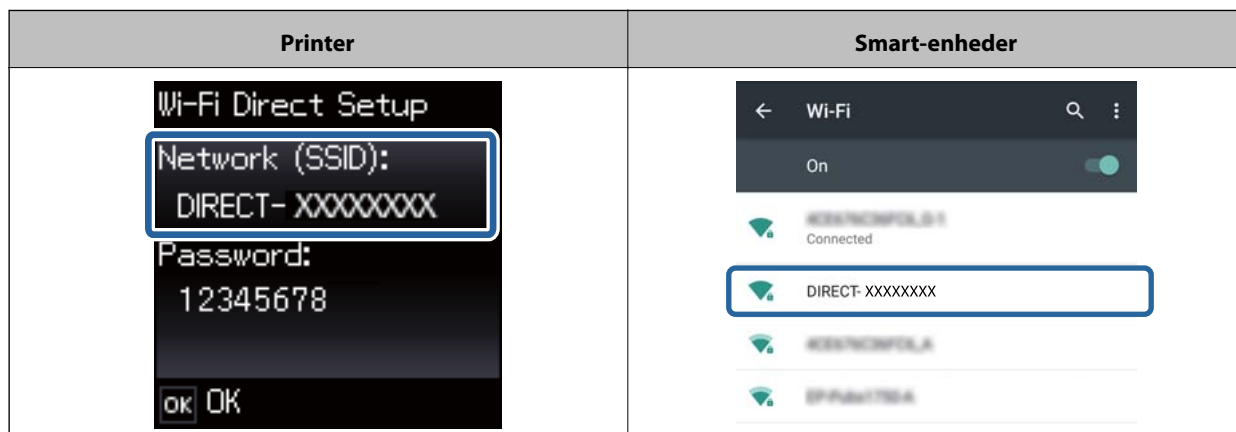 Printer
Smart-enheder
Wi-Fi Direct Setup
Network (SSID):
DIRECT- XXXXXXXX
Password:
12345678
OK OK
Wi-Fi
On
Connected
DIRECT- XXXXXXXX